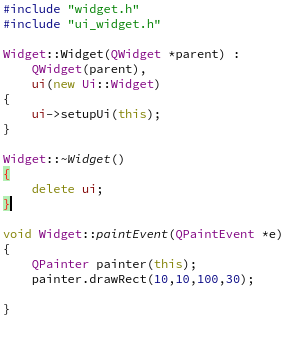 #include "widget.h"
#include "ui_widget.h"

Widget::Widget(QWidget *parent) :
    QWidget(parent),
    ui(new Ui::Widget)
{
    ui->setupUi(this);
}

Widget::~Widget()
{
    delete ui;
}

void Widget::paintEvent(QPaintEvent *e)
{
    QPainter painter(this);
    painter.drawRect(10,10,100,30);

}